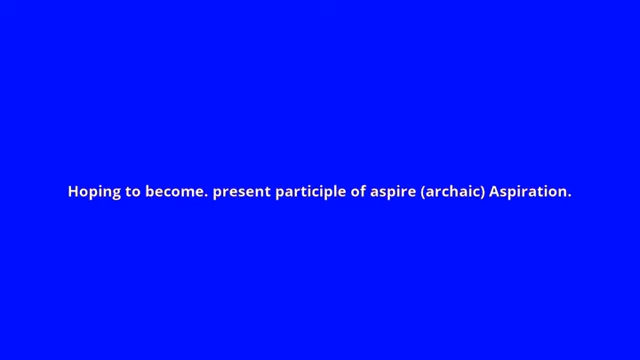 Hoping to become. present participle of aspire (archaic) Aspiration.